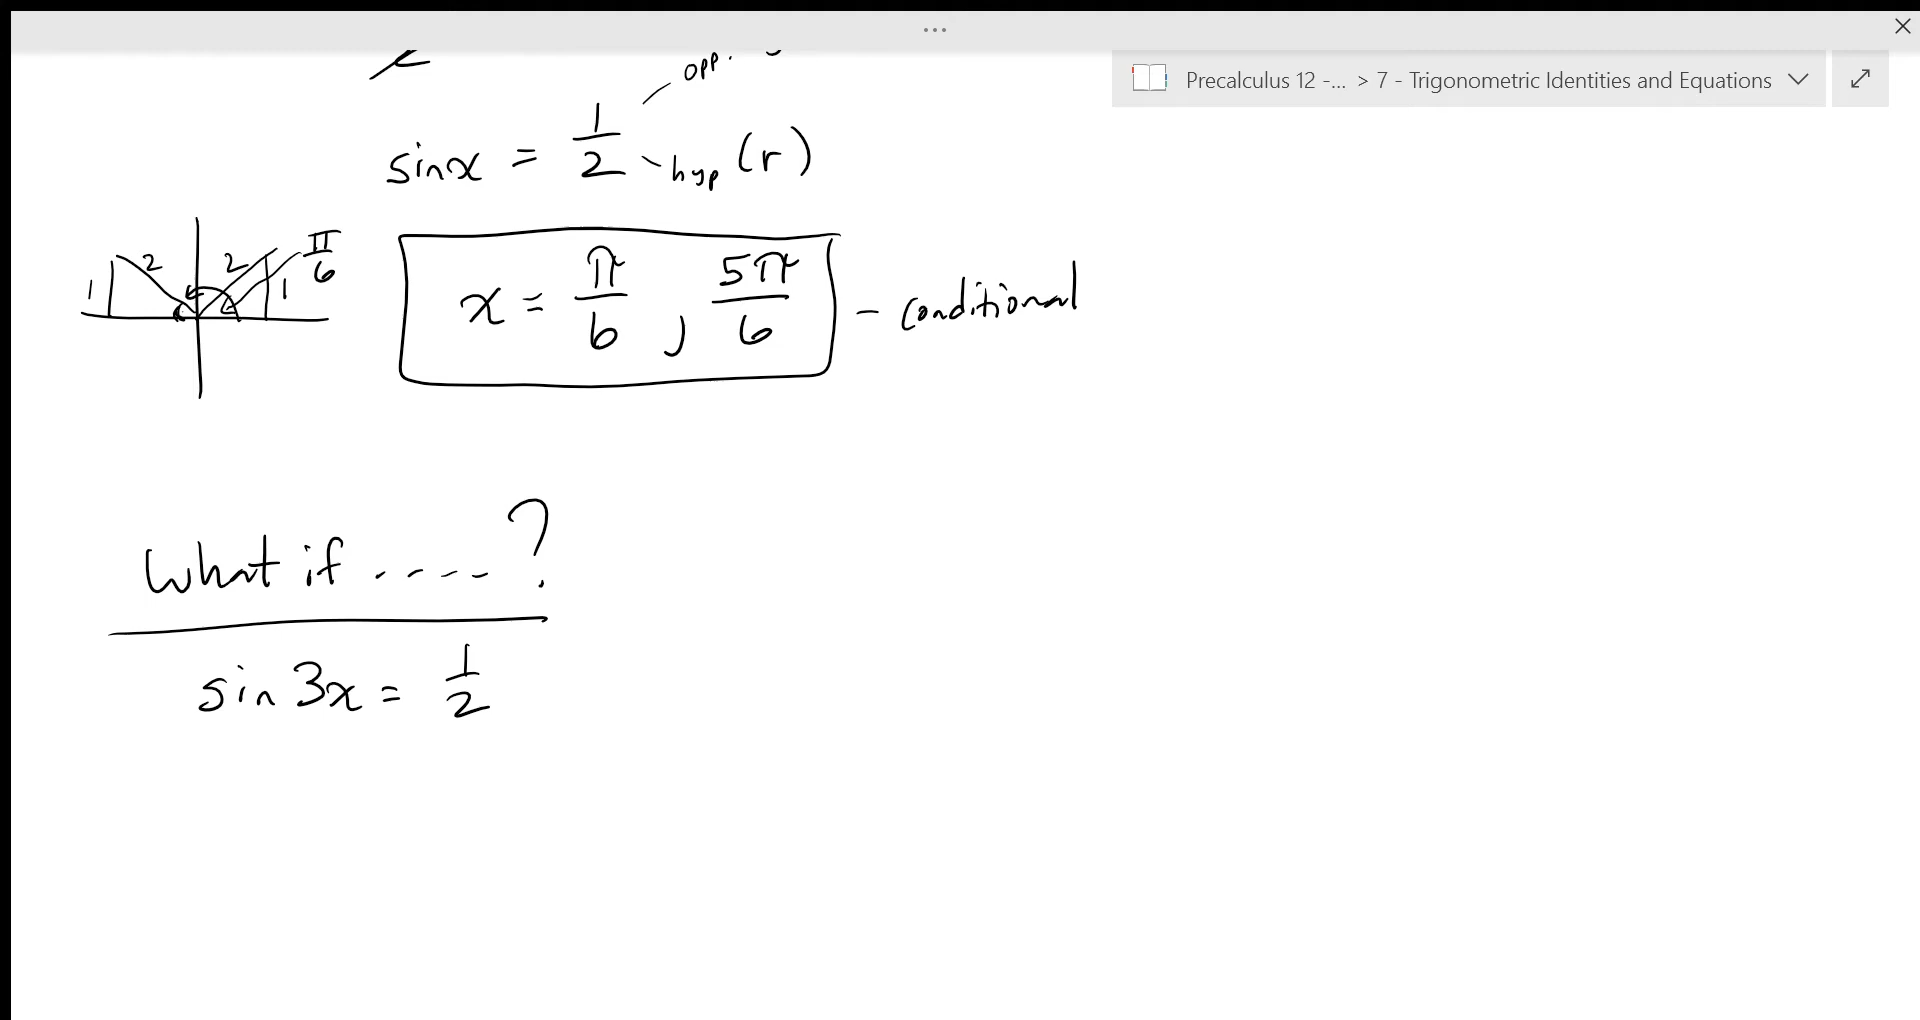 ...
Precalculus 12 -... > 7 - Trigonometric Identities and Equations
opp.
sinx = 1/2 hyp (r)
1 2 2 1 π/6
x = π/6 , 5π/6 - conditional
What if ----- ?
sin 3x = 1/2